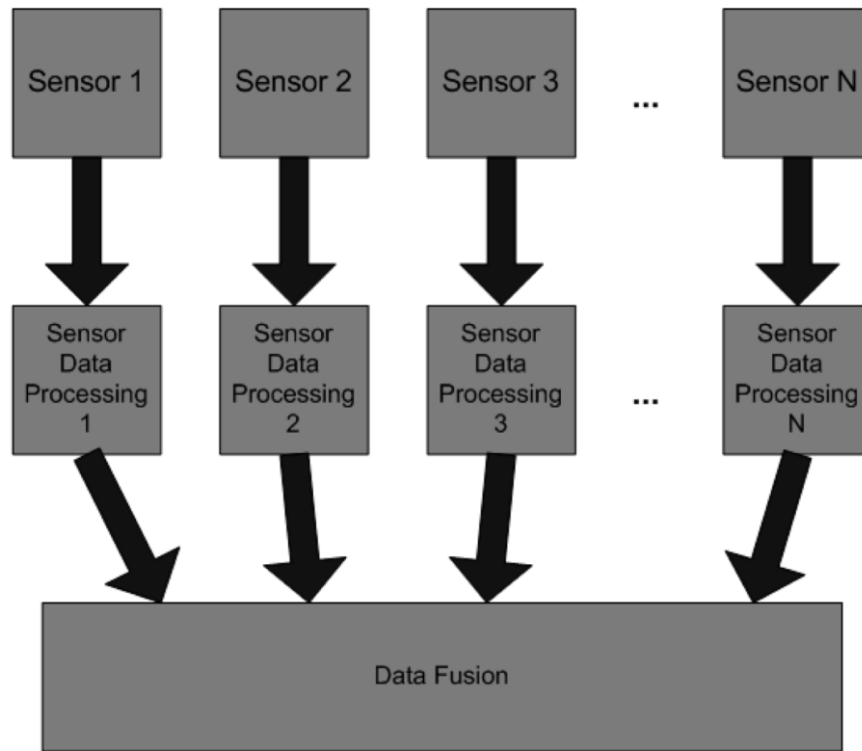 Sensor 1
Sensor 2
Sensor 3
...
Sensor N
Sensor
Data
Processing
1
Sensor
Data
Processing
2
Sensor
Data
Processing
3
...
Sensor
Data
Processing
N
Data Fusion